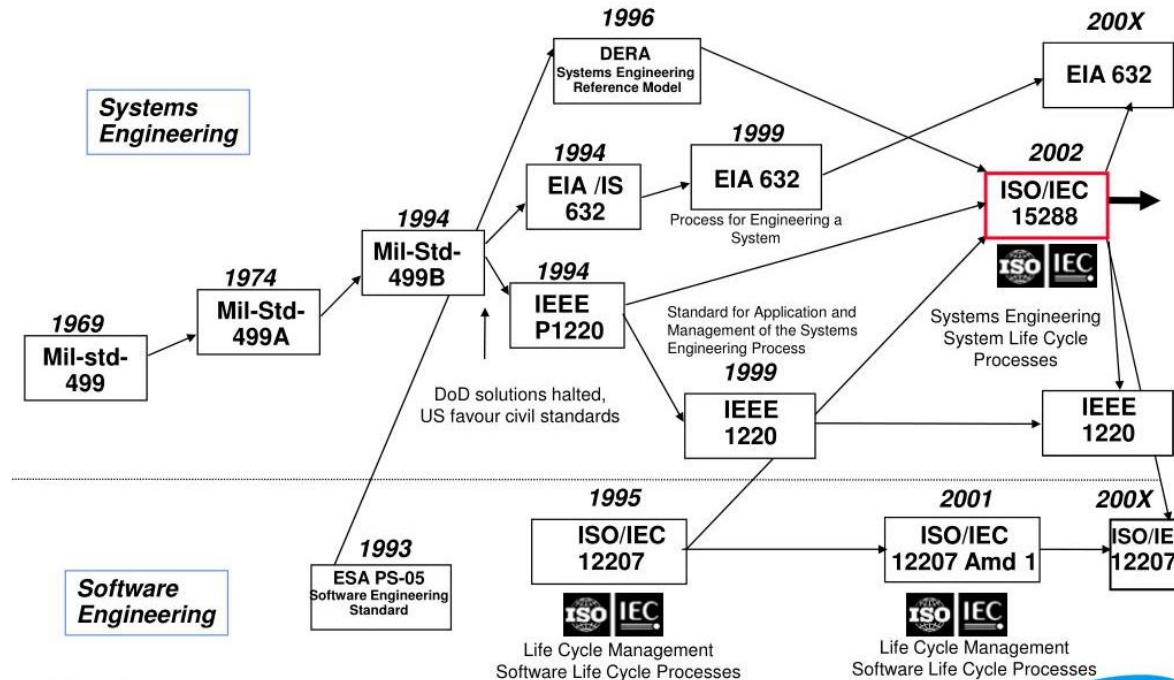 1996
200X
DERA
Systems Engineering
Reference Model
EIA 632
Systems
Engineering
1999
1994
2002
EIA /IS
632
EIA 632
ISO/IEC
15288
Process for Engineering a
System
1994
Mil-Std-
499B
ISO IEC
1974
1994
Mil-Std-
499A
IEEE
P1220
Standard for Application and
Management of the Systems
Engineering Process
Systems Engineering
System Life Cycle
Processes
1969
Mil-std-
499
DoD solutions halted,
US favour civil standards
1999
IEEE
1220
IEEE
1220
1995
2001
200X
ISO/IEC
12207
ISO/IEC
12207 Amd 1
ISO/IE
12207
1993
ESA PS-05
Software Engineering
Standard
Software
Engineering
ISO IEC
ISO IEC
Life Cycle Management
Software Life Cycle Processes
Life Cycle Management
Software Life Cycle Processes